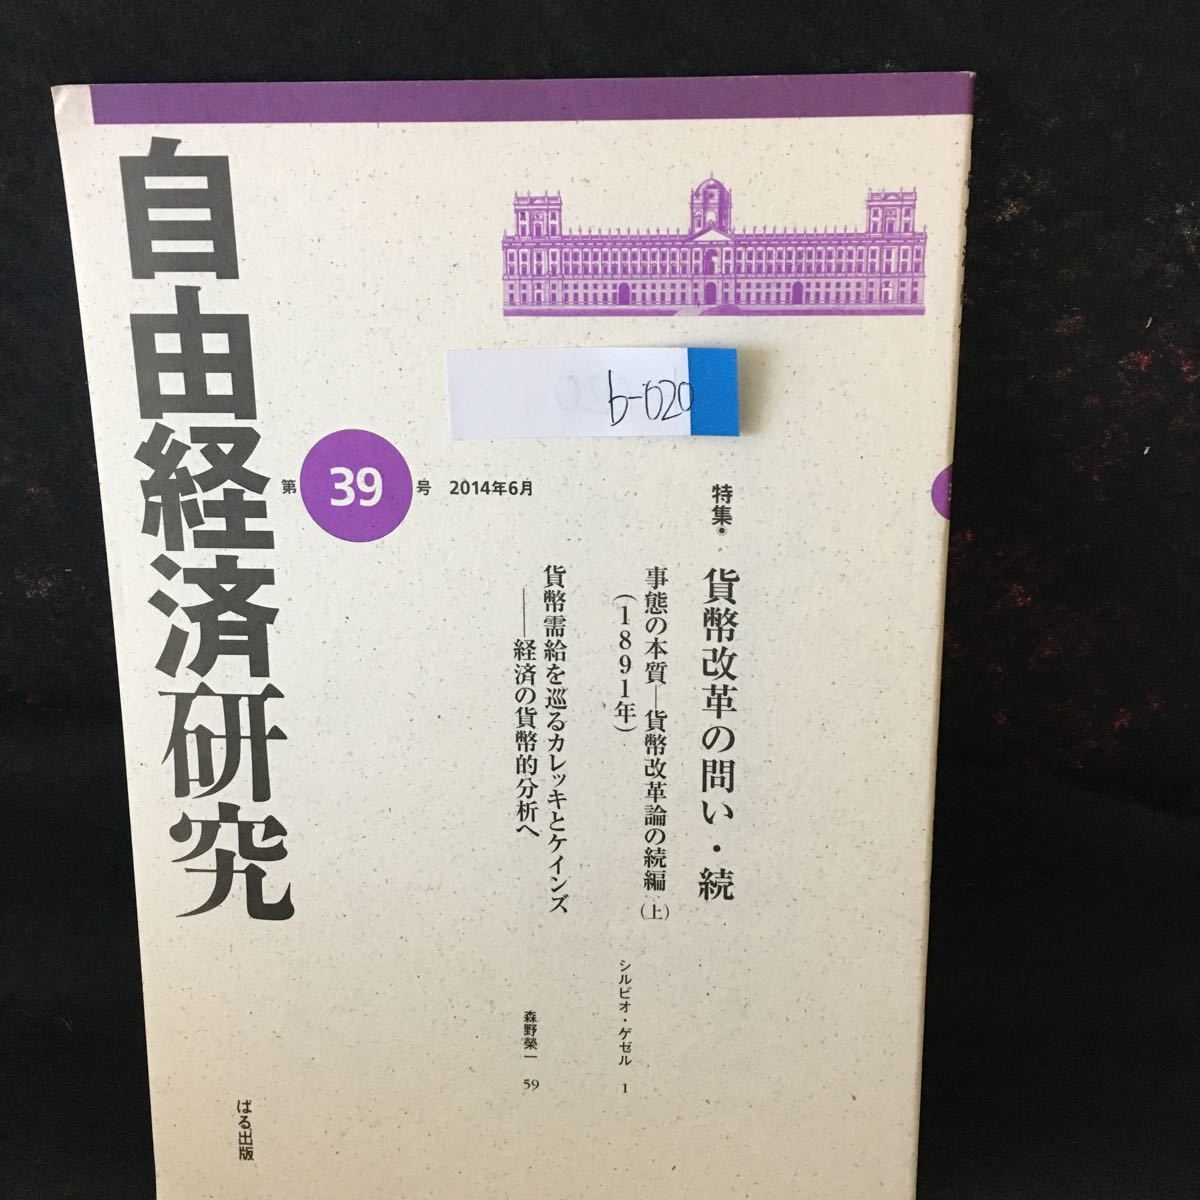 自由経済研究
第 39 号 2014年6月
b-020
特集・貨幣改革の問い・続
事態の本質―貨幣改革論の続編(上)
(1891年)
シルビオ・ゲゼル 1
貨幣需給を巡るカレッキとケインズ
――経済の貨幣的分析へ
森野榮一 59
ぱる出版